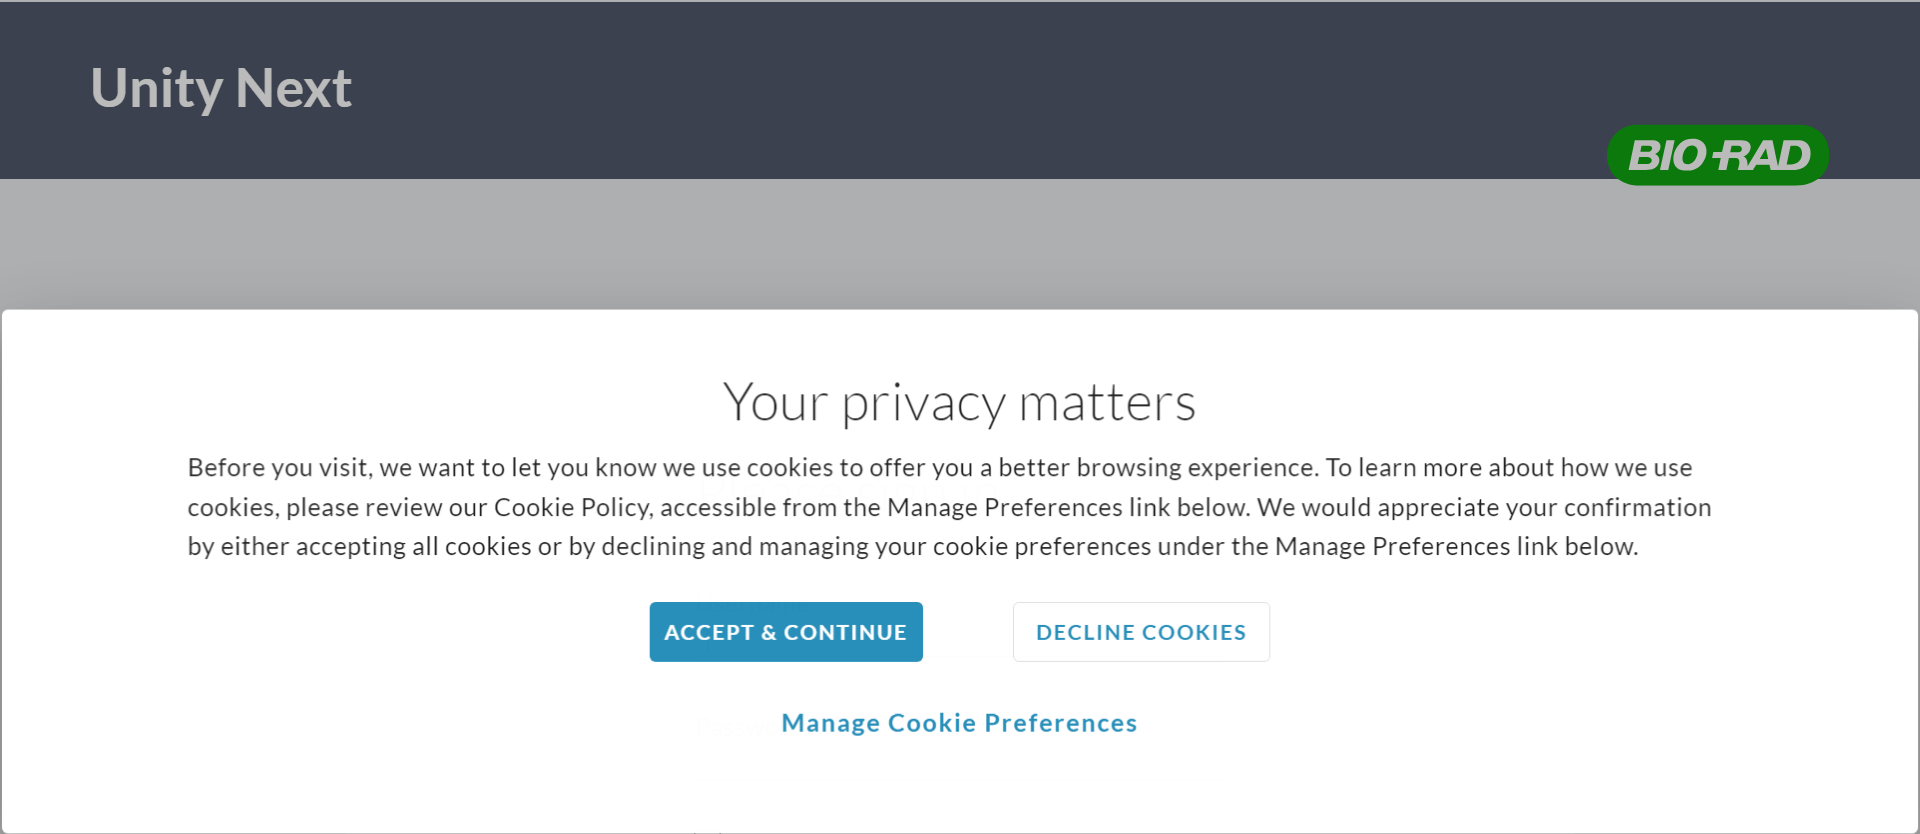 Unity Next
BIO-RAD
Your privacy matters
Before you visit, we want to let you know we use cookies to offer you a better browsing experience. To learn more about how we use
cookies, please review our Cookie Policy, accessible from the Manage Preferences link below. We would appreciate your confirmation
by either accepting all cookies or by declining and managing your cookie preferences under the Manage Preferences link below.
ACCEPT & CONTINUE
DECLINE COOKIES
Manage Cookie Preferences